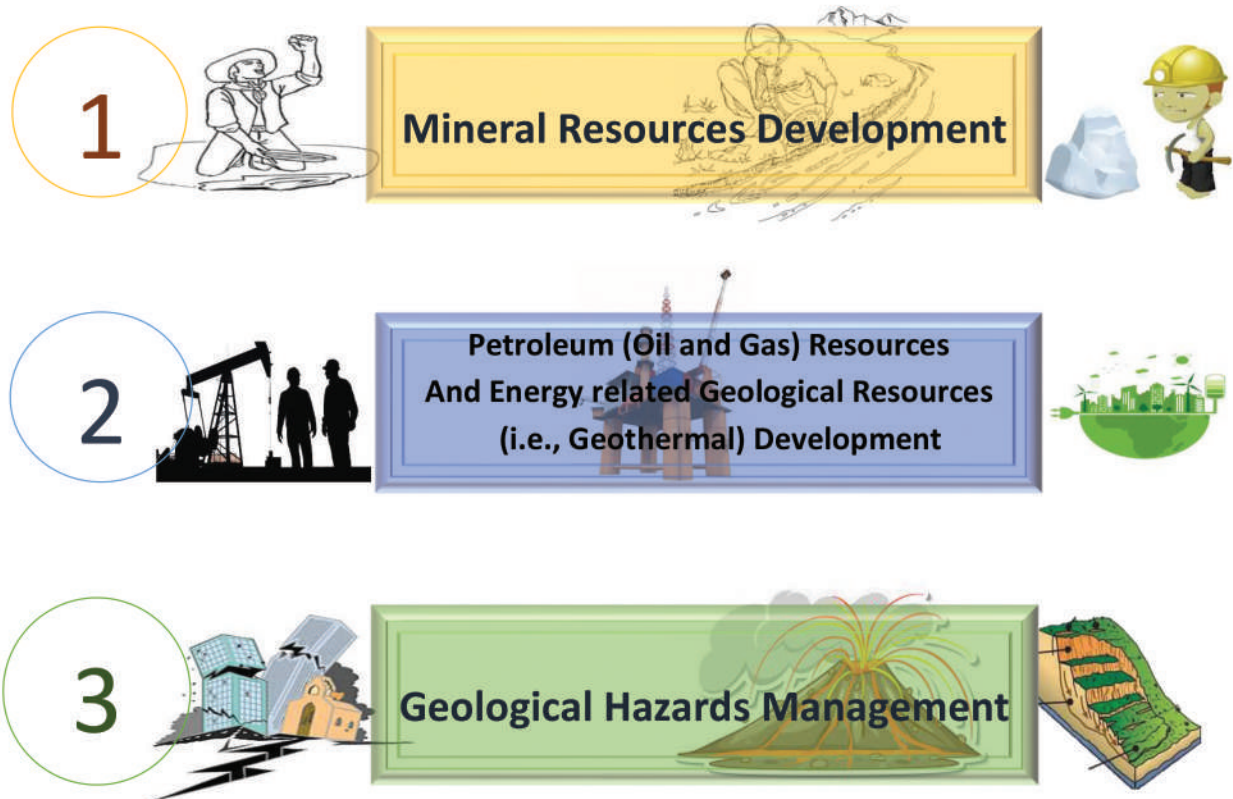 1
Mineral Resources Development
2
Petroleum (Oil and Gas) Resources
And Energy related Geological Resources
(i.e., Geothermal) Development
3
Geological Hazards Management